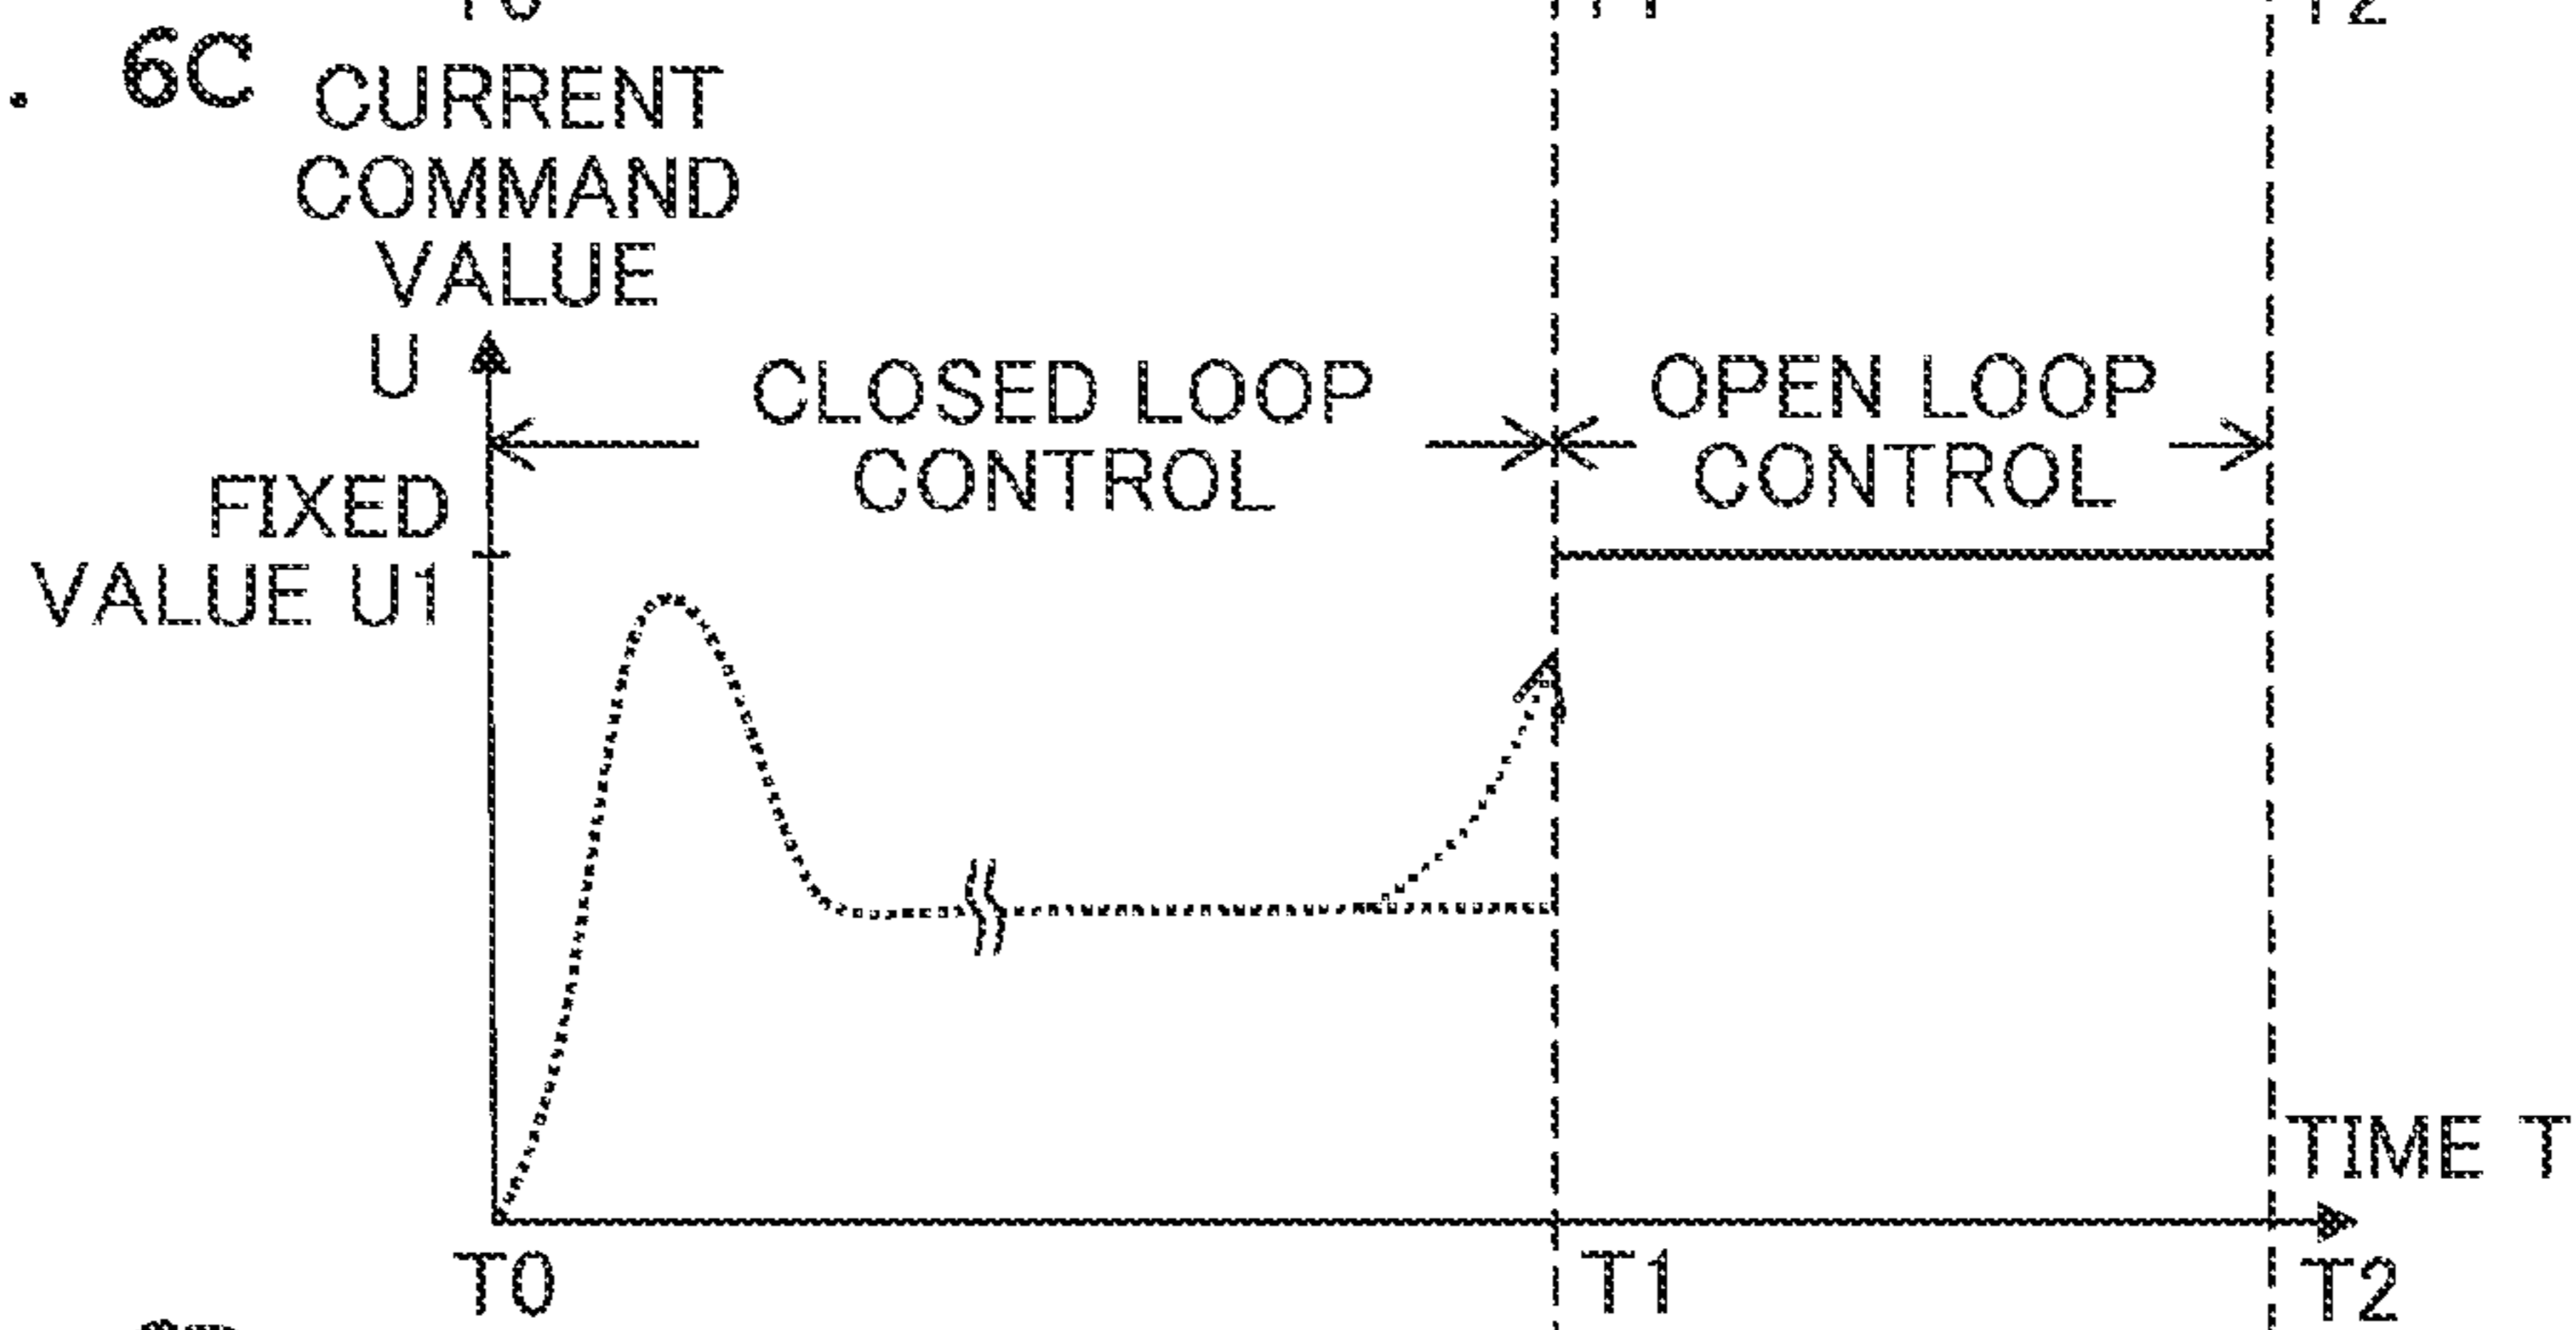 . 6C
CURRENT
COMMAND
VALUE
U
CLOSED LOOP
CONTROL
OPEN LOOP
CONTROL
FIXED
VALUE U1
TIME T
T0
T1
T2